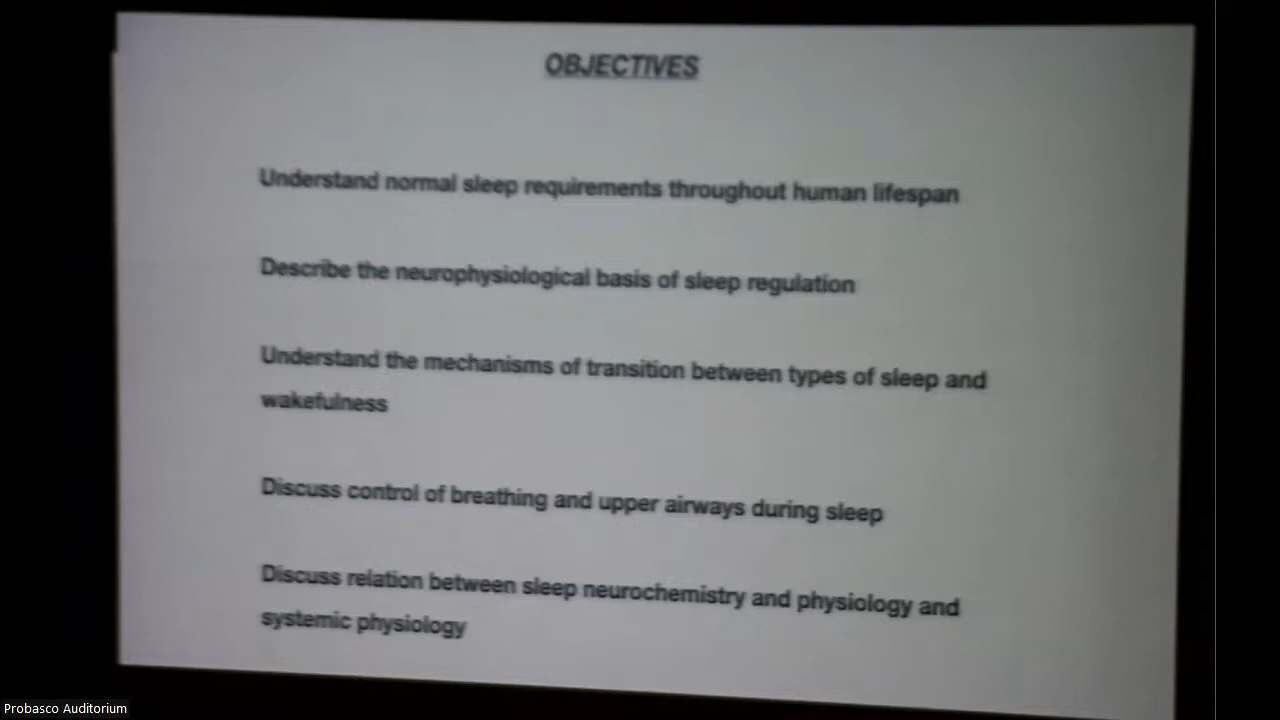 OBJECTIVES
Understand normal sleep requirements throughout human lifespan
Describe the neurophysiological basis of sleep regulation
Understand the mechanisms of transition between types of sleep and
wakefulness
Discuss control of breathing and upper airways during sleep
Discuss relation between sleep neurochemistry and physiology and
systemic physiology
Probasco Auditorium